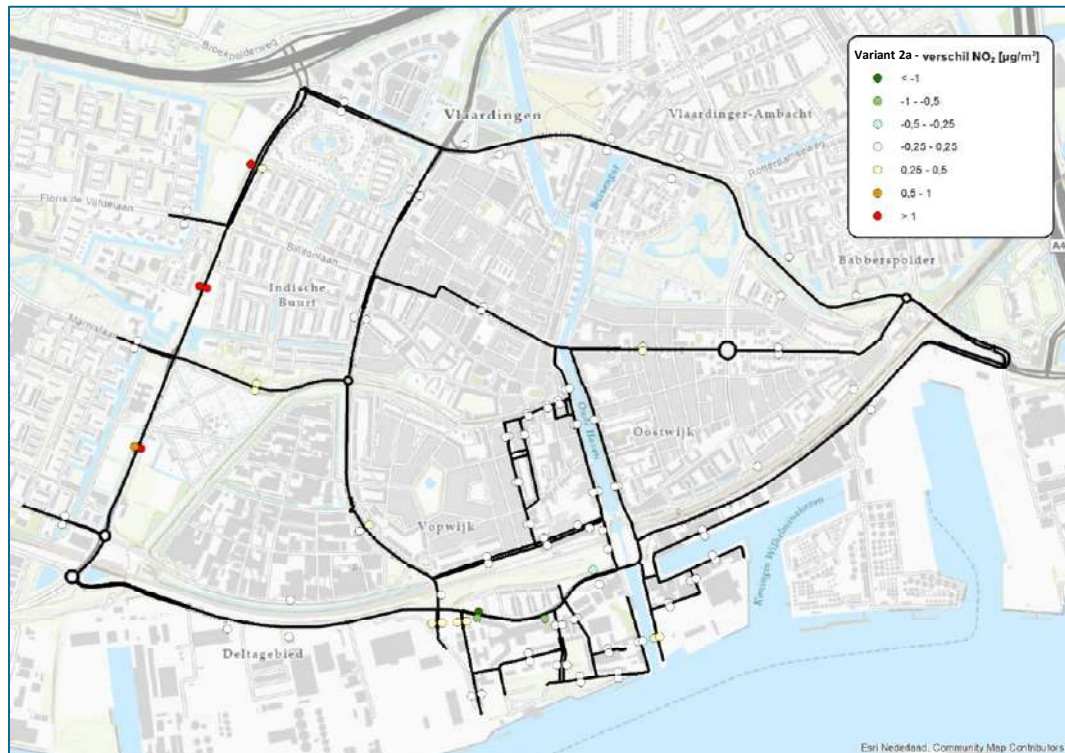 Broekpolderweg
Variant 2a - verschil NO₂ [µg/m³]
< -1
-1 - -0,5
-0,5 - -0,25
-0,25 - 0,25
0,25 - 0,5
0,5 - 1
> 1
Vlaardingen
Vlaardinger-Ambacht
Rotterdamseweg
Floris de Vijfdelaan
Billitonlaan
Babberspolder
A4
Indische
Buurt
Marnixlaan
Oude Haven
Oostwijk
Vopwijk
Koningin Wilhelminahaven
Deltagebied
Esri Nederland, Community Map Contributors